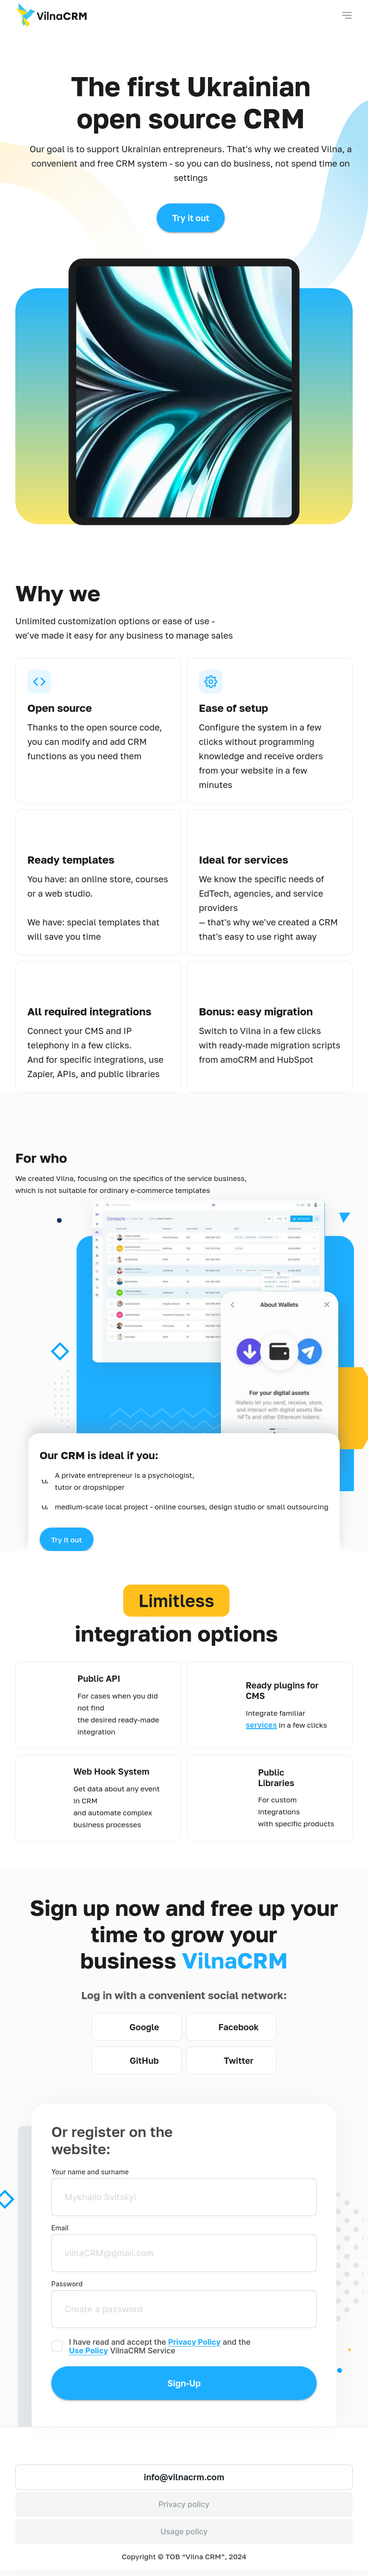 VilnaCRM
The first Ukrainian
open source CRM
Our goal is to support Ukrainian entrepreneurs. That's why we created Vilna, a
convenient and free CRM system - so you can do business, not spend time on
settings
Try it out
Why we
Unlimited customization options or ease of use -
we've made it easy for any business to manage sales
Open source
Thanks to the open source code,
you can modify and add CRM
functions as you need them
Ease of setup
Configure the system in a few
clicks without programming
knowledge and receive orders
from your website in a few
minutes
Ready templates
You have: an online store, courses
or a web studio.
We have: special templates that
will save you time
Ideal for services
We know the specific needs of
EdTech, agencies, and service
providers
— that's why we've created a CRM
that's easy to use right away
All required integrations
Connect your CMS and IP
telephony in a few clicks.
And for specific integrations, use
Zapier, APIs, and public libraries
Bonus: easy migration
Switch to Vilna in a few clicks
with ready-made migration scripts
from amoCRM and HubSpot
For who
We created Vilna, focusing on the specifics of the service business,
which is not suitable for ordinary e-commerce templates
Contacts
About Wallets
For your digital assets
Wallets let you send, receive, store,
and interact with digital assets like
NFTs and other Ethereum tokens.
Our CRM is ideal if you:
A private entrepreneur is a psychologist,
tutor or dropshipper
medium-scale local project - online courses, design studio or small outsourcing
Try it out
Limitless
integration options
Public API
For cases when you did
not find
the desired ready-made
integration
Ready plugins for
CMS
Integrate familiar
services in a few clicks
Web Hook System
Get data about any event
in CRM
and automate complex
business processes
Public
Libraries
For custom
integrations
with specific products
Sign up now and free up your
time to grow your
business VilnaCRM
Log in with a convenient social network:
Google
Facebook
GitHub
Twitter
Or register on the
website:
Your name and surname
Mykhailo Svitskyi
Email
vilnaCRM@gmail.com
Password
Create a password
I have read and accept the Privacy Policy and the
Use Policy VilnaCRM Service
Sign-Up
info@vilnacrm.com
Privacy policy
Usage policy
Copyright © ТОВ “Vilna CRM”, 2024